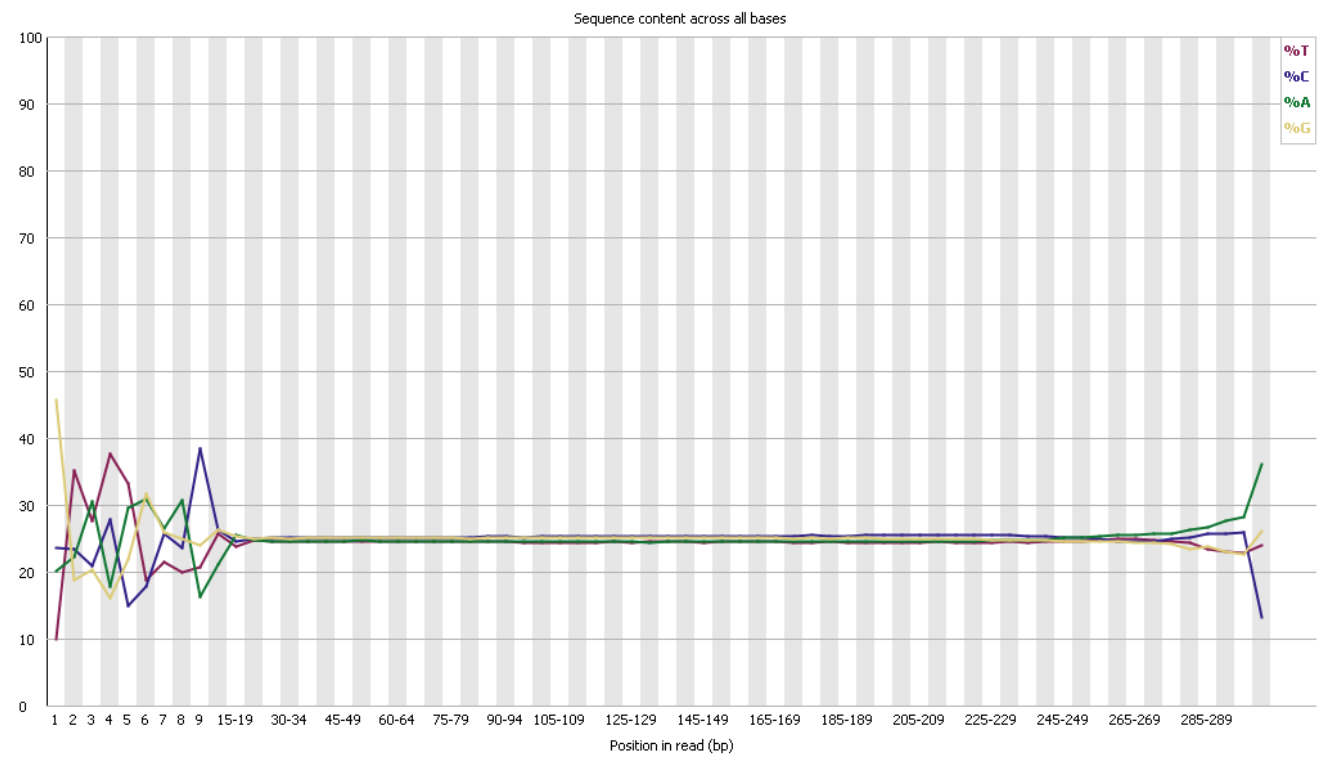 Sequence content across all bases
100
90
80
70
60
50
40
30
20
10
0
%T
%C
%A
%G
1 2 3 4 5 6 7 8 9 15-19 30-34 45-49 60-64 75-79 90-94 105-109 125-129 145-149 165-169 185-189 205-209 225-229 245-249 265-269 285-289
Position in read (bp)